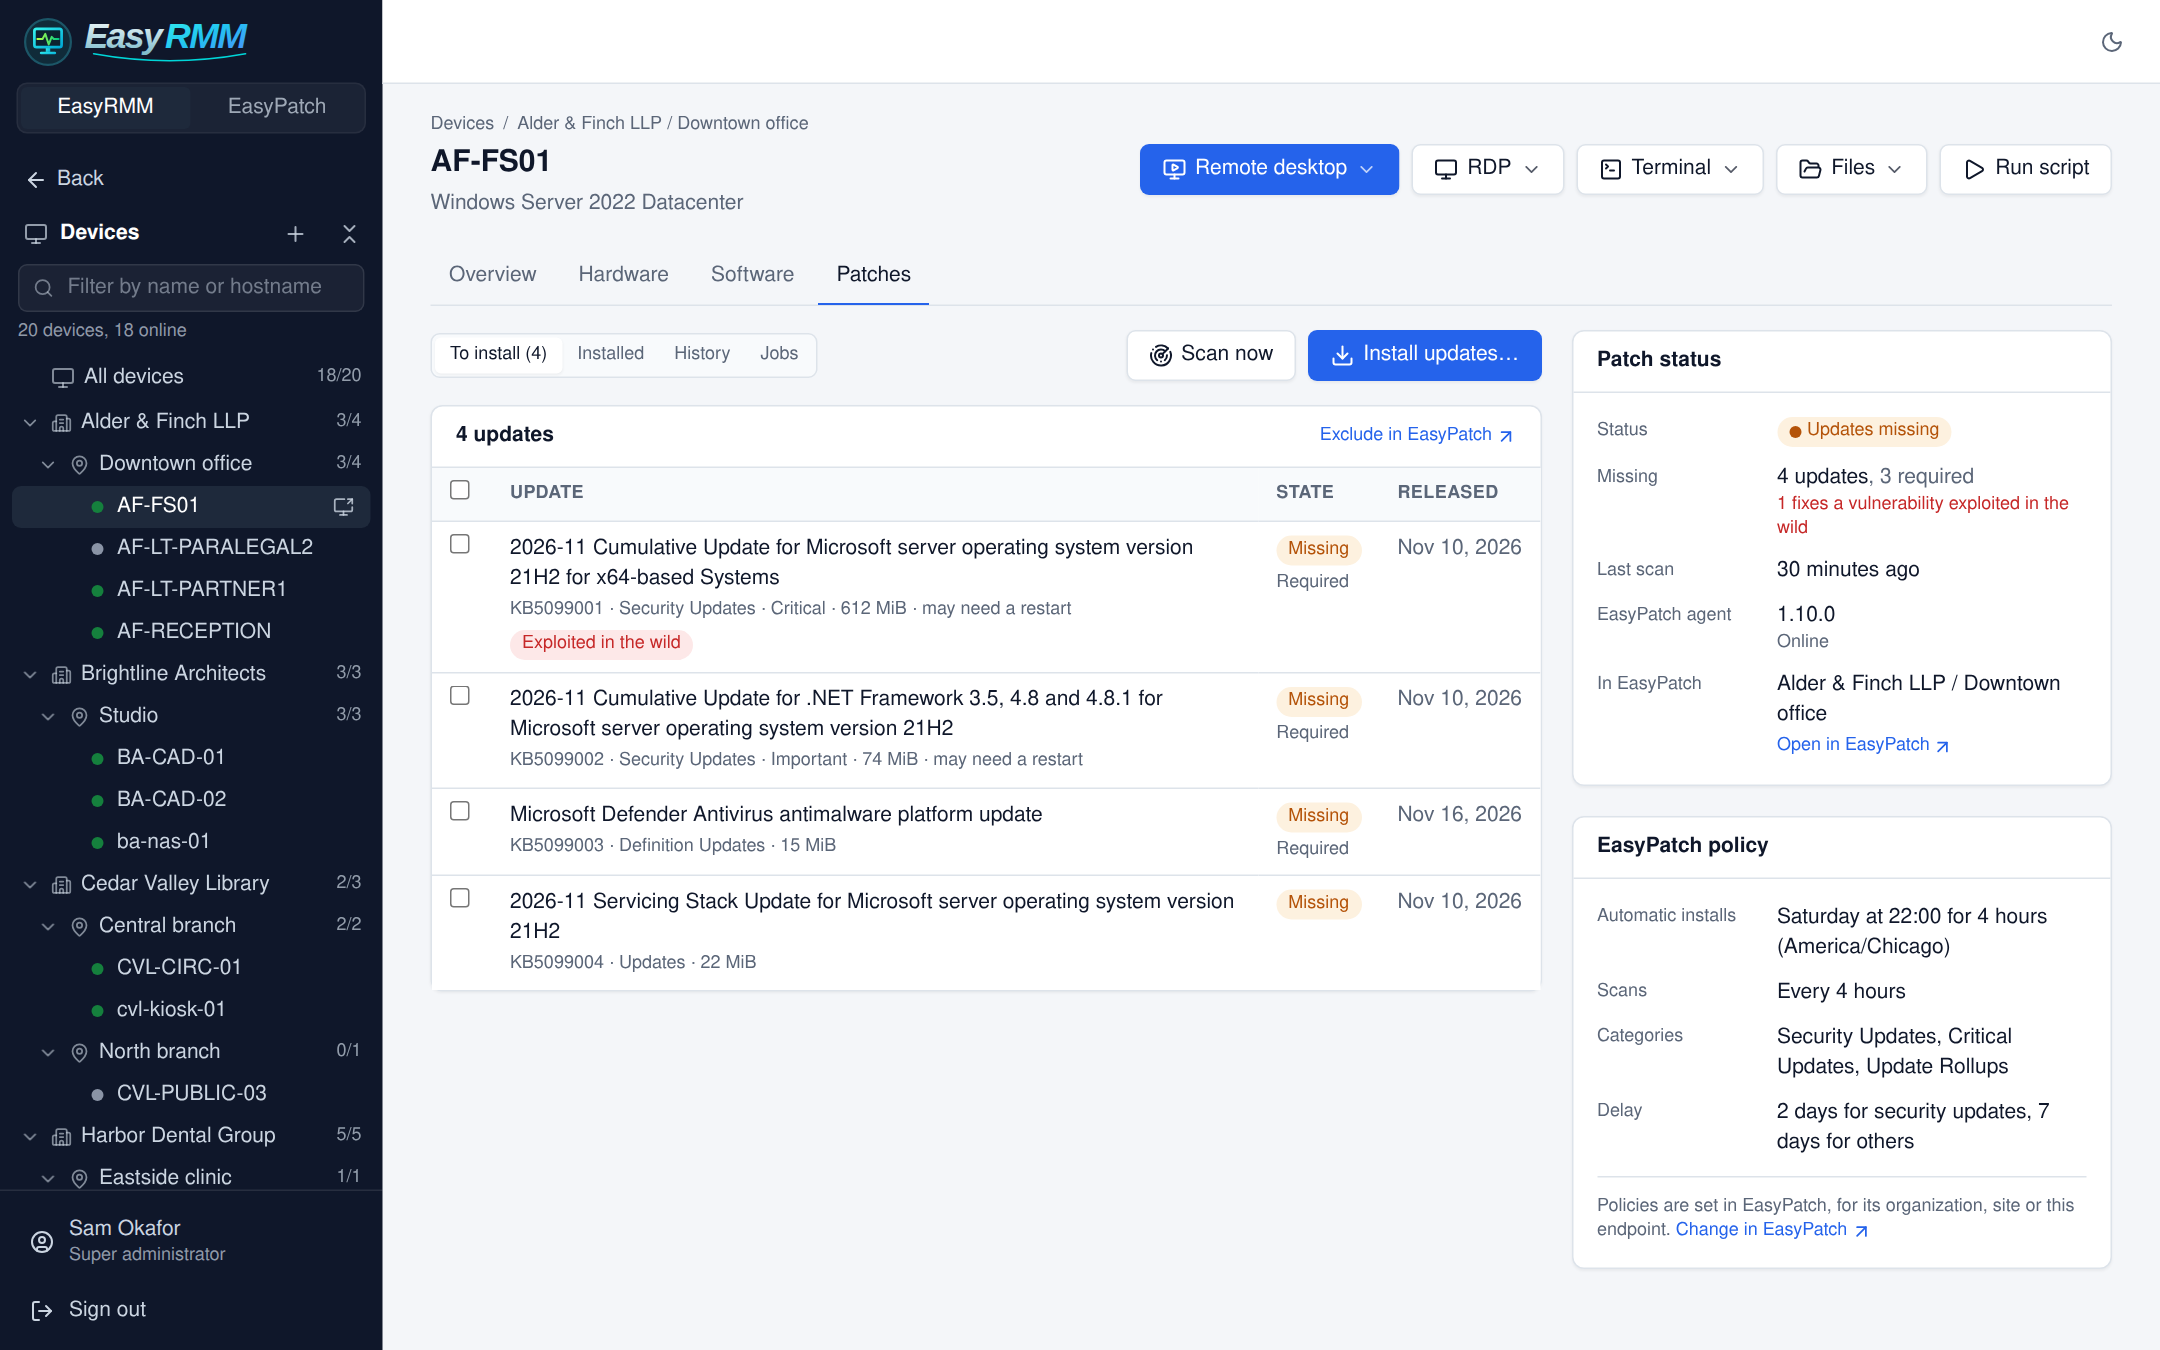 EasyRMM
EasyRMM
EasyPatch
Back
Devices
Filter by name or hostname
20 devices, 18 online
All devices 18/20
Alder & Finch LLP 3/4
Downtown office 3/4
AF-FS01
AF-LT-PARALEGAL2
AF-LT-PARTNER1
AF-RECEPTION
Brightline Architects 3/3
Studio 3/3
BA-CAD-01
BA-CAD-02
ba-nas-01
Cedar Valley Library 2/3
Central branch 2/2
CVL-CIRC-01
cvl-kiosk-01
North branch 0/1
CVL-PUBLIC-03
Harbor Dental Group 5/5
Eastside clinic 1/1
Sam Okafor
Super administrator
Sign out
Devices / Alder & Finch LLP / Downtown office
AF-FS01
Windows Server 2022 Datacenter
Remote desktop
RDP
Terminal
Files
Run script
Overview
Hardware
Software
Patches
To install (4)
Installed
History
Jobs
Scan now
Install updates…
4 updates
Exclude in EasyPatch
UPDATE STATE RELEASED
2026-11 Cumulative Update for Microsoft server operating system version
21H2 for x64-based Systems
KB5099001 · Security Updates · Critical · 612 MiB · may need a restart
Exploited in the wild
Missing
Required
Nov 10, 2026
2026-11 Cumulative Update for .NET Framework 3.5, 4.8 and 4.8.1 for
Microsoft server operating system version 21H2
KB5099002 · Security Updates · Important · 74 MiB · may need a restart
Missing
Required
Nov 10, 2026
Microsoft Defender Antivirus antimalware platform update
KB5099003 · Definition Updates · 15 MiB
Missing
Required
Nov 16, 2026
2026-11 Servicing Stack Update for Microsoft server operating system version
21H2
KB5099004 · Updates · 22 MiB
Missing
Nov 10, 2026
Patch status
Status Updates missing
Missing 4 updates, 3 required
1 fixes a vulnerability exploited in the
wild
Last scan 30 minutes ago
EasyPatch agent 1.10.0
Online
In EasyPatch Alder & Finch LLP / Downtown
office
Open in EasyPatch
EasyPatch policy
Automatic installs Saturday at 22:00 for 4 hours
(America/Chicago)
Scans Every 4 hours
Categories Security Updates, Critical
Updates, Update Rollups
Delay 2 days for security updates, 7
days for others
Policies are set in EasyPatch, for its organization, site or this
endpoint. Change in EasyPatch